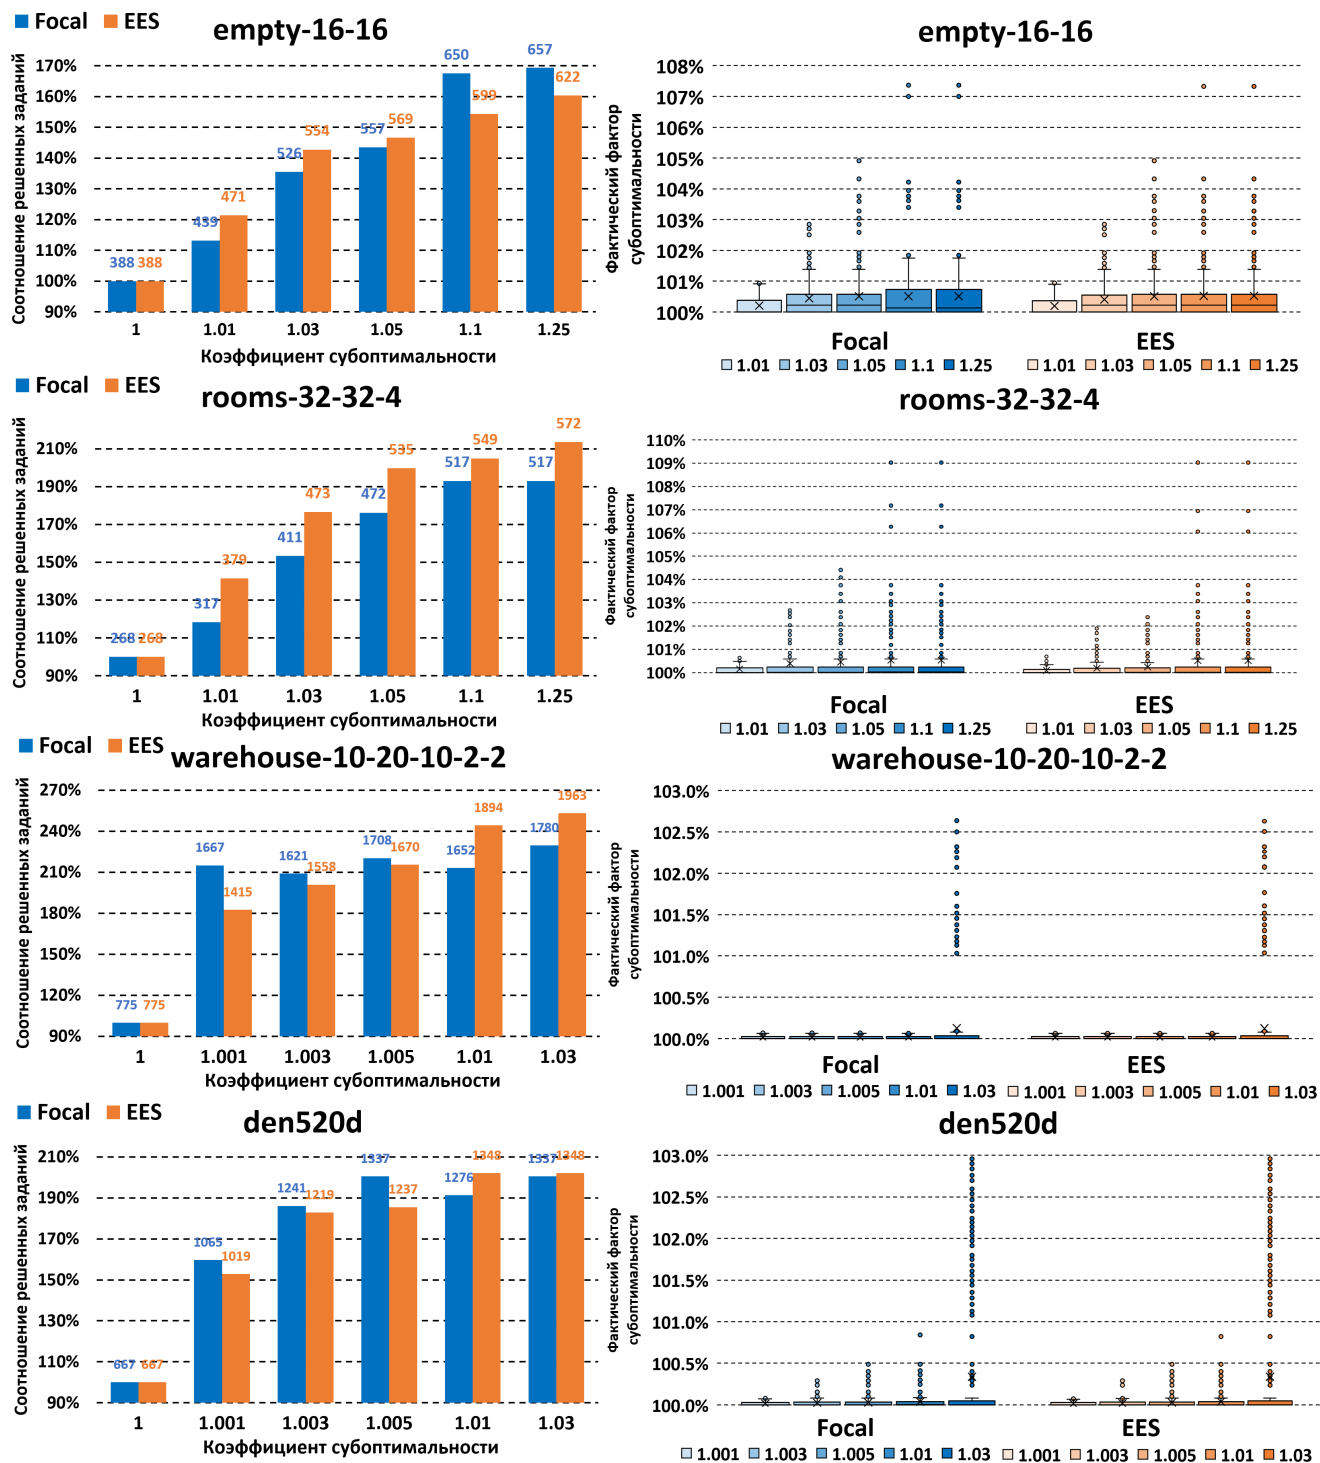 Focal EES
empty-16-16
Соотношение решенных заданий
170%
160%
150%
140%
130%
120%
110%
100%
90%
388 388
439 471
526 554
557 569
650 599
657 622
1 1.01 1.03 1.05 1.1 1.25
Коэффициент субоптимальности
empty-16-16
Фактический фактор
субоптимальности
108%
107%
106%
105%
104%
103%
102%
101%
100%
Focal EES
1.01 1.03 1.05 1.1 1.25 1.01 1.03 1.05 1.1 1.25
Focal EES
rooms-32-32-4
Соотношение решенных заданий
210%
190%
170%
150%
130%
110%
90%
268 268
317 379
411 473
472 535
517 549
517 572
1 1.01 1.03 1.05 1.1 1.25
Коэффициент субоптимальности
rooms-32-32-4
Фактический фактор
субоптимальности
110%
109%
108%
107%
106%
105%
104%
103%
102%
101%
100%
Focal EES
1.01 1.03 1.05 1.1 1.25 1.01 1.03 1.05 1.1 1.25
Focal EES
warehouse-10-20-10-2-2
Соотношение решенных заданий
270%
240%
210%
180%
150%
120%
90%
775 775
1667 1415
1621 1558
1708 1670
1652 1894
1780 1963
1 1.001 1.003 1.005 1.01 1.03
Коэффициент субоптимальности
warehouse-10-20-10-2-2
Фактический фактор
субоптимальности
103.0%
102.5%
102.0%
101.5%
101.0%
100.5%
100.0%
Focal EES
1.001 1.003 1.005 1.01 1.03 1.001 1.003 1.005 1.01 1.03
Focal EES
den520d
Соотношение решенных заданий
210%
190%
170%
150%
130%
110%
90%
667 667
1065 1019
1241 1219
1337 1237
1276 1348
1337 1348
1 1.001 1.003 1.005 1.01 1.03
Коэффициент субоптимальности
den520d
Фактический фактор
субоптимальности
103.0%
102.5%
102.0%
101.5%
101.0%
100.5%
100.0%
Focal EES
1.001 1.003 1.005 1.01 1.03 1.001 1.003 1.005 1.01 1.03